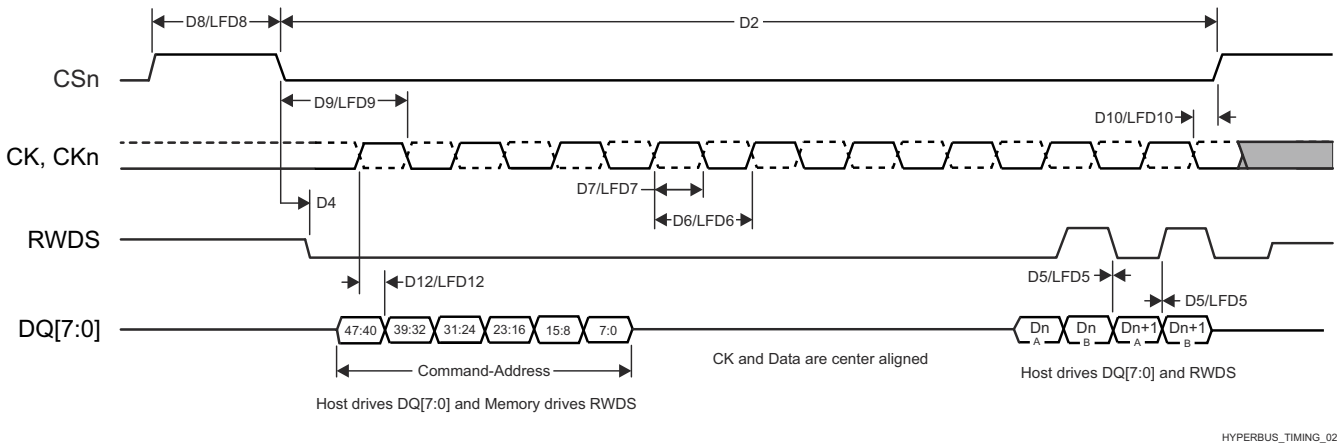 D8/LFD8
D2
CSn
D9/LFD9
D10/LFD10
CK, CKn
D7/LFD7
D4
D6/LFD6
RWDS
D12/LFD12
D5/LFD5
D5/LFD5
DQ[7:0]
47:40 39:32 31:24 23:16 15:8 7:0
Dn A Dn B Dn+1 A Dn+1 B
CK and Data are center aligned
Command-Address
Host drives DQ[7:0] and RWDS
Host drives DQ[7:0] and Memory drives RWDS
HYPERBUS_TIMING_02